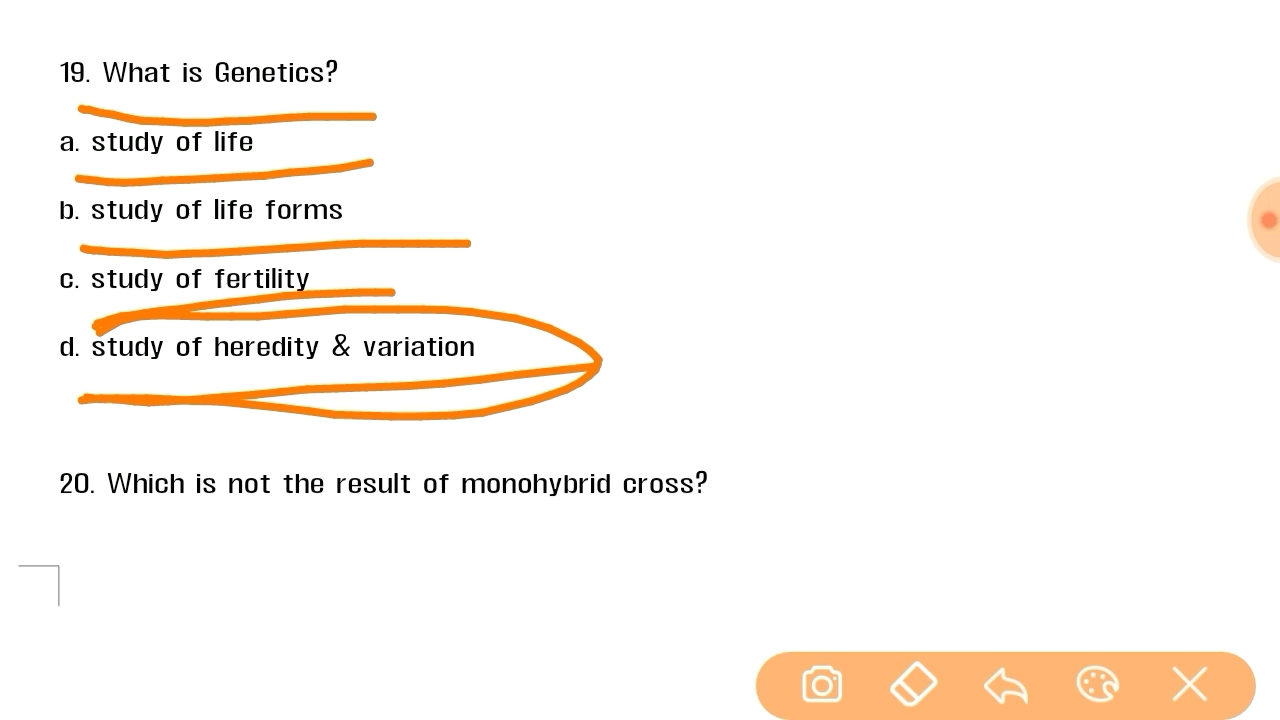 19. What is Genetics?
a. study of life
b. study of life forms
c. study of fertility
d. study of heredity & variation
20. Which is not the result of monohybrid cross?